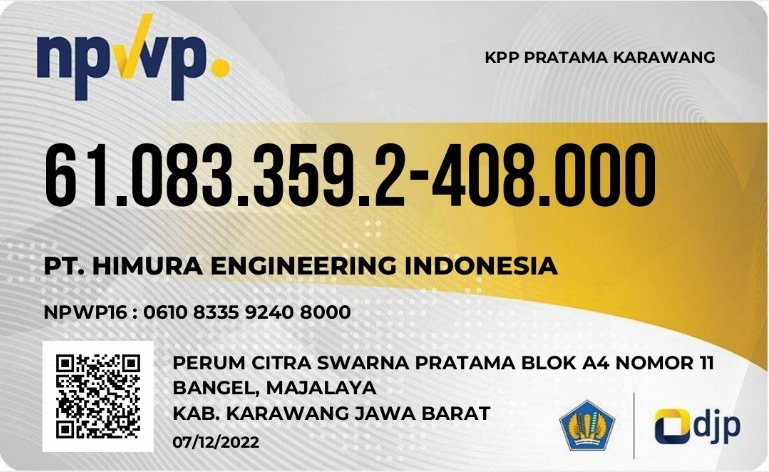 npwp.
KPP PRATAMA KARAWANG
61.083.359.2-408.000
PT. HIMURA ENGINEERING INDONESIA
NPWP16 : 0610 8335 9240 8000
PERUM CITRA SWARNA PRATAMA BLOK A4 NOMOR 11
BANGEL, MAJALAYA
KAB. KARAWANG JAWA BARAT
07/12/2022
djp